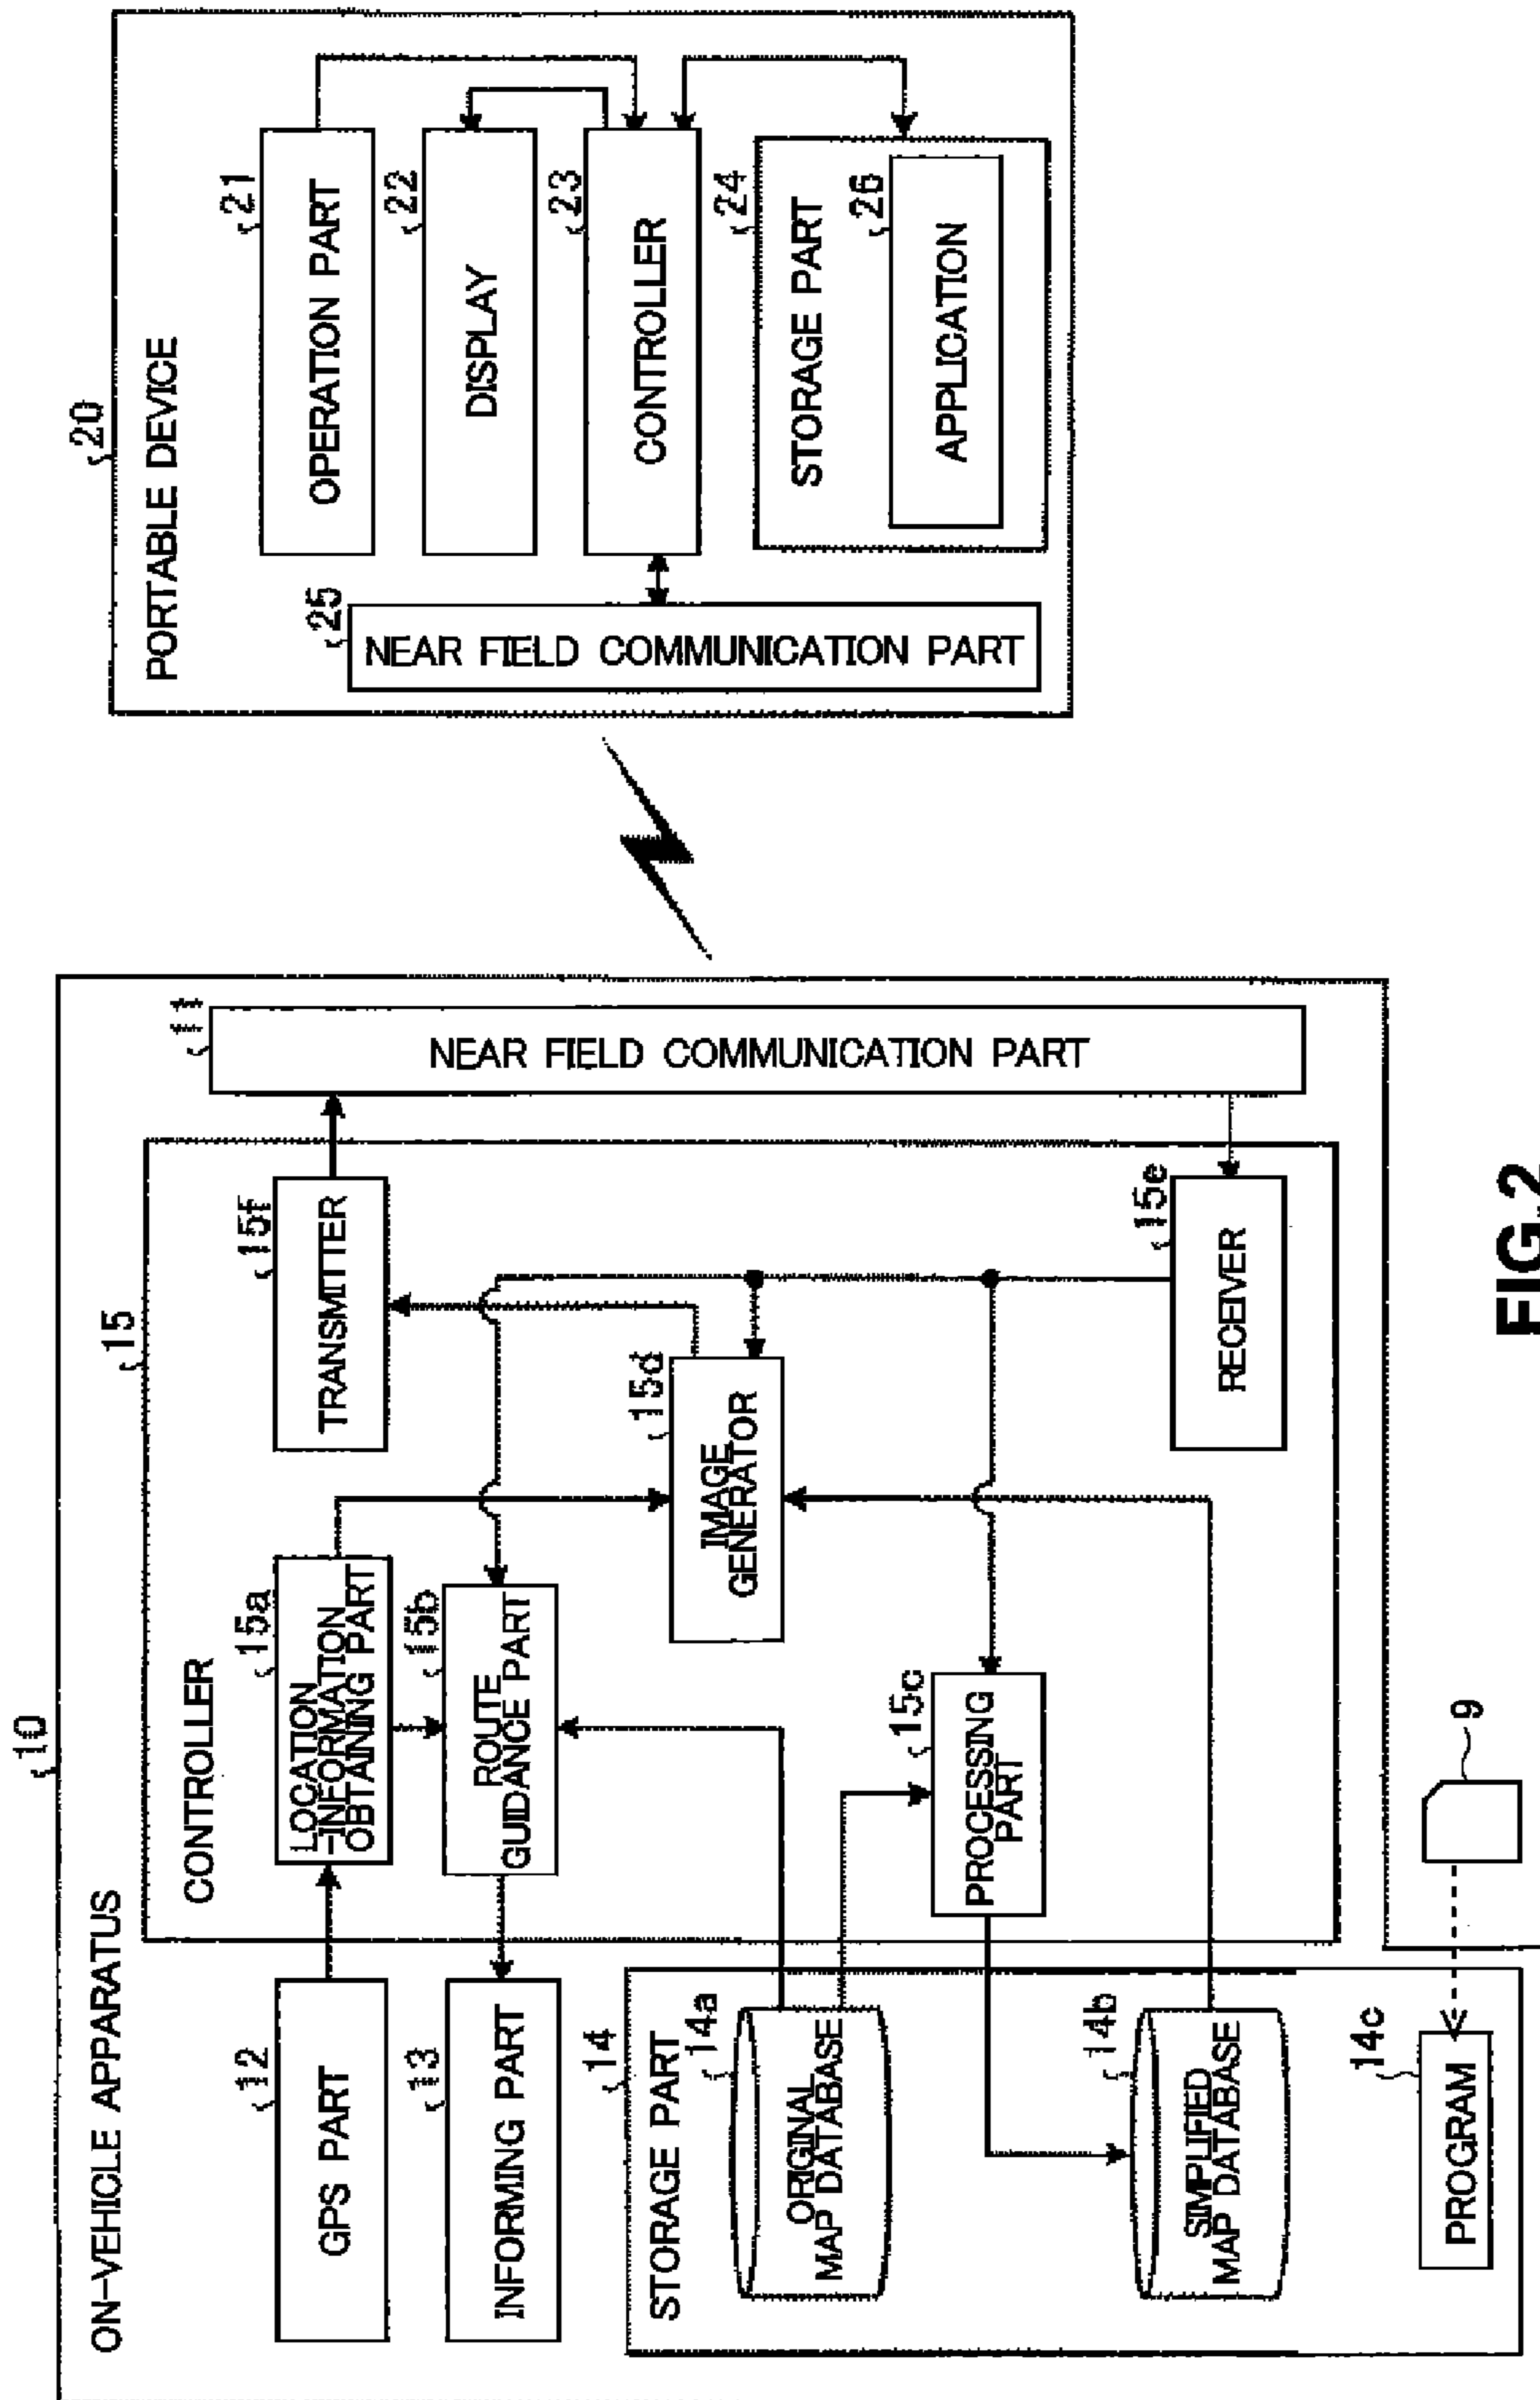 10
ON-VEHICLE APPARATUS
12
GPS PART
13
INFORMING PART
14
STORAGE PART
14a
ORIGINAL
MAP DATABASE
14b
SIMPLIFIED
MAP DATABASE
14c
PROGRAM
9
15
CONTROLLER
15a
LOCATION
-INFORMATION
OBTAINING PART
15b
ROUTE
GUIDANCE PART
15c
PROCESSING
PART
15d
IMAGE
GENERATOR
15f
TRANSMITTER
15e
RECEIVER
11
NEAR FIELD COMMUNICATION PART
20
PORTABLE DEVICE
25
NEAR FIELD COMMUNICATION PART
21
OPERATION PART
22
DISPLAY
23
CONTROLLER
24
STORAGE PART
26
APPLICATION
FIG.2